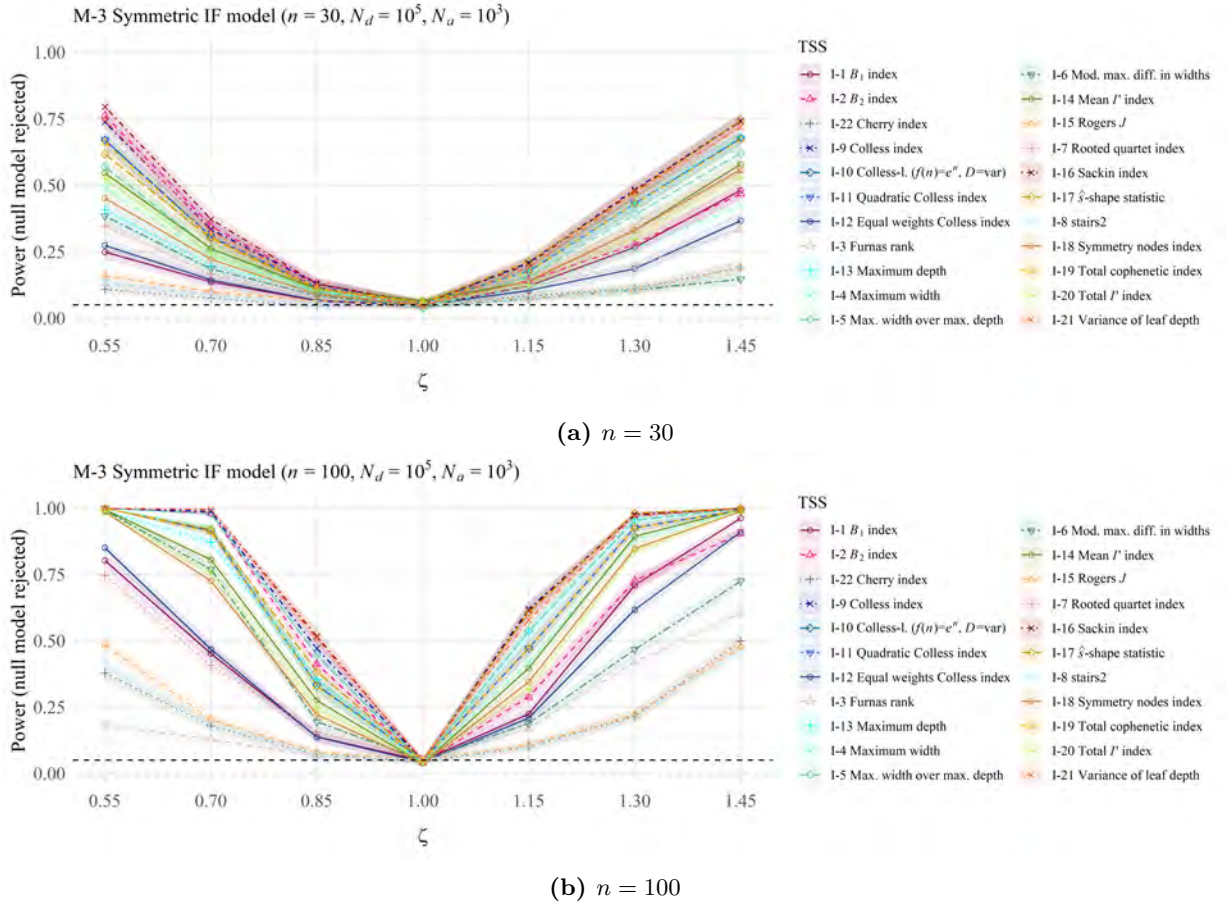 M-3 Symmetric IF model (n = 30, N_d = 10^5, N_a = 10^3)
Power (null model rejected)
1.00
0.75
0.50
0.25
0.00
0.55 0.70 0.85 1.00 1.15 1.30 1.45
ζ
TSS
I-1 B_1 index
I-2 B_2 index
I-22 Cherry index
I-9 Colless index
I-10 Colless-l. (f(n)=e^n, D=var)
I-11 Quadratic Colless index
I-12 Equal weights Colless index
I-3 Furnas rank
I-13 Maximum depth
I-4 Maximum width
I-5 Max. width over max. depth
I-6 Mod. max. diff. in widths
I-14 Mean I' index
I-15 Rogers J
I-7 Rooted quartet index
I-16 Sackin index
I-17 ŝ-shape statistic
I-8 stairs2
I-18 Symmetry nodes index
I-19 Total cophenetic index
I-20 Total I' index
I-21 Variance of leaf depth
(a) n = 30
M-3 Symmetric IF model (n = 100, N_d = 10^5, N_a = 10^3)
Power (null model rejected)
1.00
0.75
0.50
0.25
0.00
0.55 0.70 0.85 1.00 1.15 1.30 1.45
ζ
TSS
I-1 B_1 index
I-2 B_2 index
I-22 Cherry index
I-9 Colless index
I-10 Colless-l. (f(n)=e^n, D=var)
I-11 Quadratic Colless index
I-12 Equal weights Colless index
I-3 Furnas rank
I-13 Maximum depth
I-4 Maximum width
I-5 Max. width over max. depth
I-6 Mod. max. diff. in widths
I-14 Mean I' index
I-15 Rogers J
I-7 Rooted quartet index
I-16 Sackin index
I-17 ŝ-shape statistic
I-8 stairs2
I-18 Symmetry nodes index
I-19 Total cophenetic index
I-20 Total I' index
I-21 Variance of leaf depth
(b) n = 100